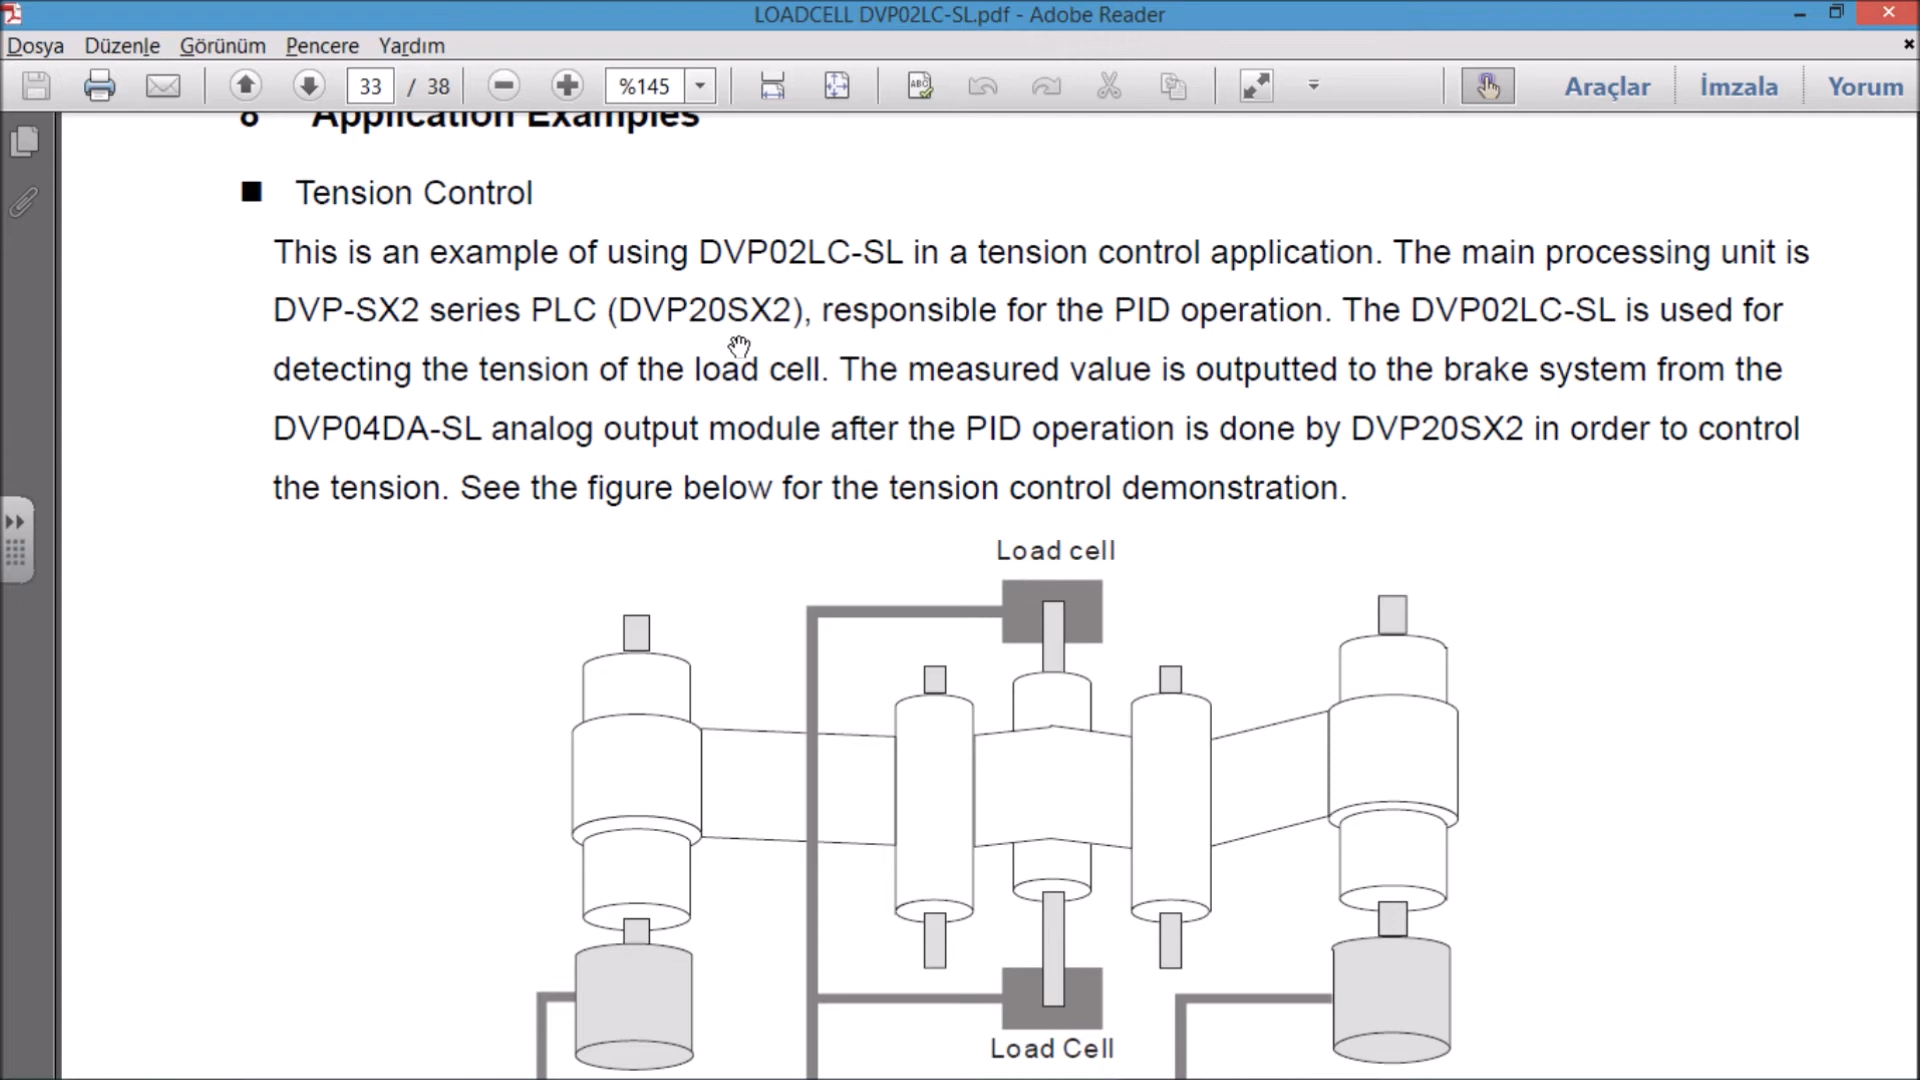 LOADCELL DVP02LC-SL.pdf - Adobe Reader
Dosya Düzenle Görünüm Pencere Yardım
33 / 38 %145 ABC Araçlar İmzala Yorum
8 Application Examples
■ Tension Control
This is an example of using DVP02LC-SL in a tension control application. The main processing unit is
DVP-SX2 series PLC (DVP20SX2), responsible for the PID operation. The DVP02LC-SL is used for
detecting the tension of the load cell. The measured value is outputted to the brake system from the
DVP04DA-SL analog output module after the PID operation is done by DVP20SX2 in order to control
the tension. See the figure below for the tension control demonstration.
Load cell
Load Cell